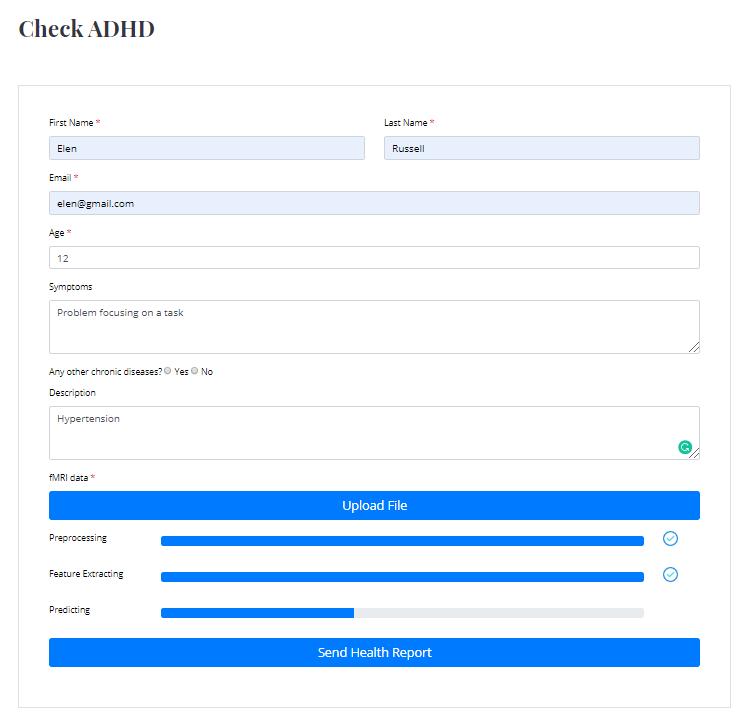 Check ADHD
First Name * Last Name *
Elen Russell
Email *
elen@gmail.com
Age *
12
Symptoms
Problem focusing on a task
Any other chronic diseases? Yes No
Description
Hypertension
fMRI data *
Upload File
Preprocessing
Feature Extracting
Predicting
Send Health Report